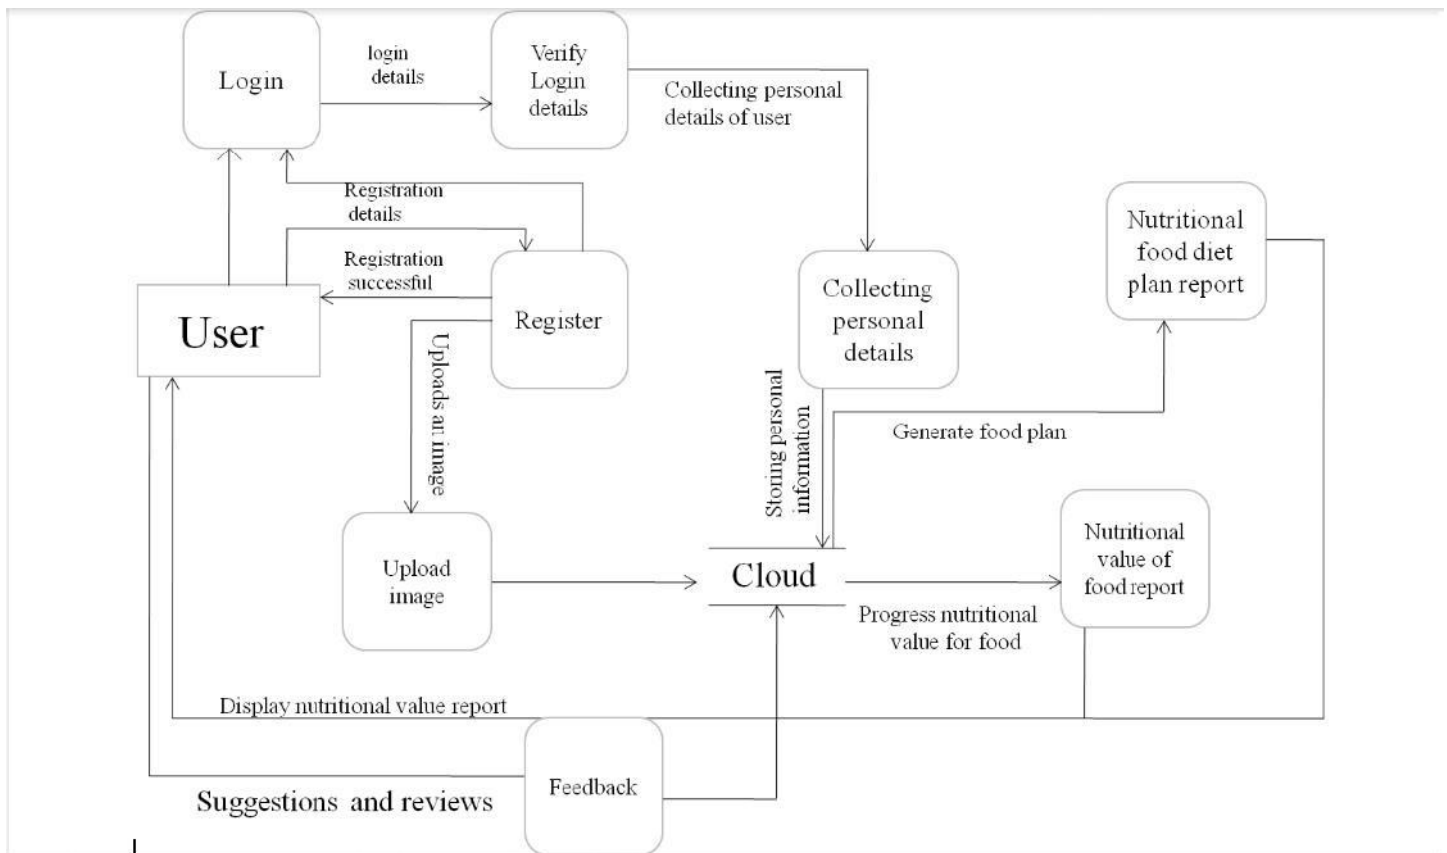 Login
login
details
Verify
Login
details
Collecting personal
details of user
Registration
details
Registration
successful
User
Register
Collecting
personal
details
Nutritional
food diet
plan report
Uploads an image
Storing personal
information
Generate food plan
Upload
image
Cloud
Nutritional
value of
food report
Progress nutritional
value for food
Display nutritional value report
Feedback
Suggestions and reviews